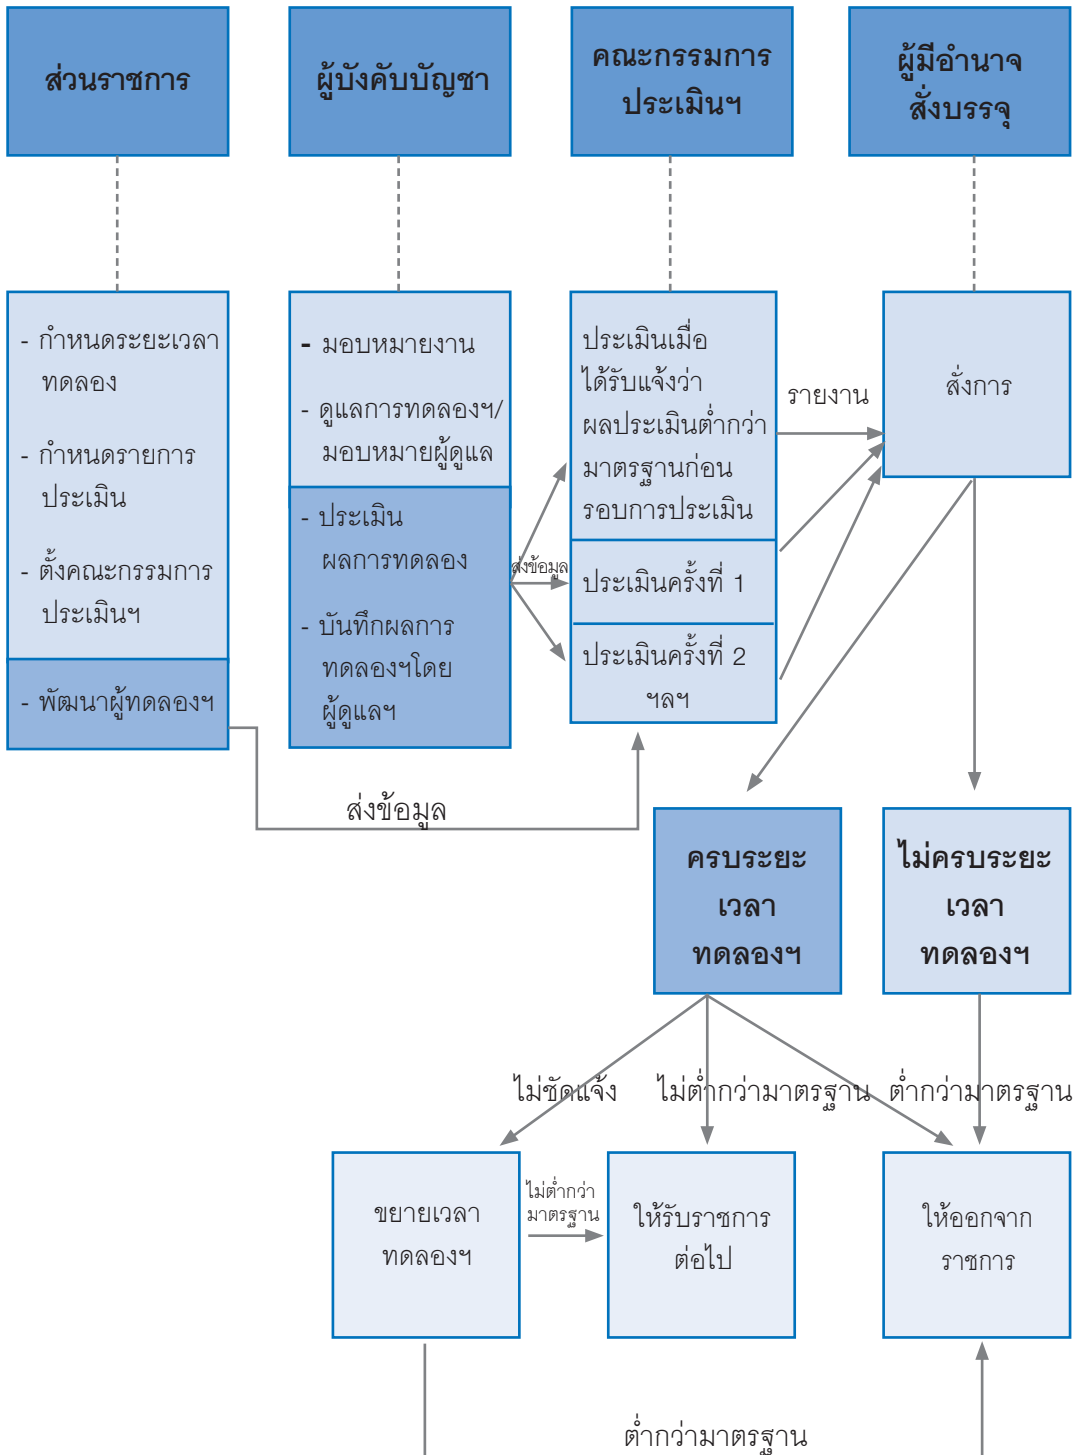 ส่วนราชการ
ผู้บังคับบัญชา
คณะกรรมการ
ประเมินฯ
ผู้มีอำนาจ
สั่งบรรจุ
- กำหนดระยะเวลา
ทดลอง
- กำหนดรายการ
ประเมิน
- ตั้งคณะกรรมการ
ประเมินฯ
- พัฒนาผู้ทดลองฯ
- มอบหมายงาน
- ดูแลการทดลองฯ/
มอบหมายผู้ดูแล
- ประเมิน
ผลการทดลอง
- บันทึกผลการ
ทดลองฯโดย
ผู้ดูแลฯ
ส่งข้อมูล
ประเมินเมื่อ
ได้รับแจ้งว่า
ผลประเมินต่ำกว่า
มาตรฐานก่อน
รอบการประเมิน
ประเมินครั้งที่ 1
ประเมินครั้งที่ 2
ฯลฯ
รายงาน
สั่งการ
ส่งข้อมูล
ครบระยะ
เวลา
ทดลองฯ
ไม่ครบระยะ
เวลา
ทดลองฯ
ไม่ชัดแจ้ง
ไม่ต่ำกว่ามาตรฐาน
ต่ำกว่ามาตรฐาน
ขยายเวลา
ทดลองฯ
ไม่ต่ำกว่า
มาตรฐาน
ให้รับราชการ
ต่อไป
ให้ออกจาก
ราชการ
ต่ำกว่ามาตรฐาน